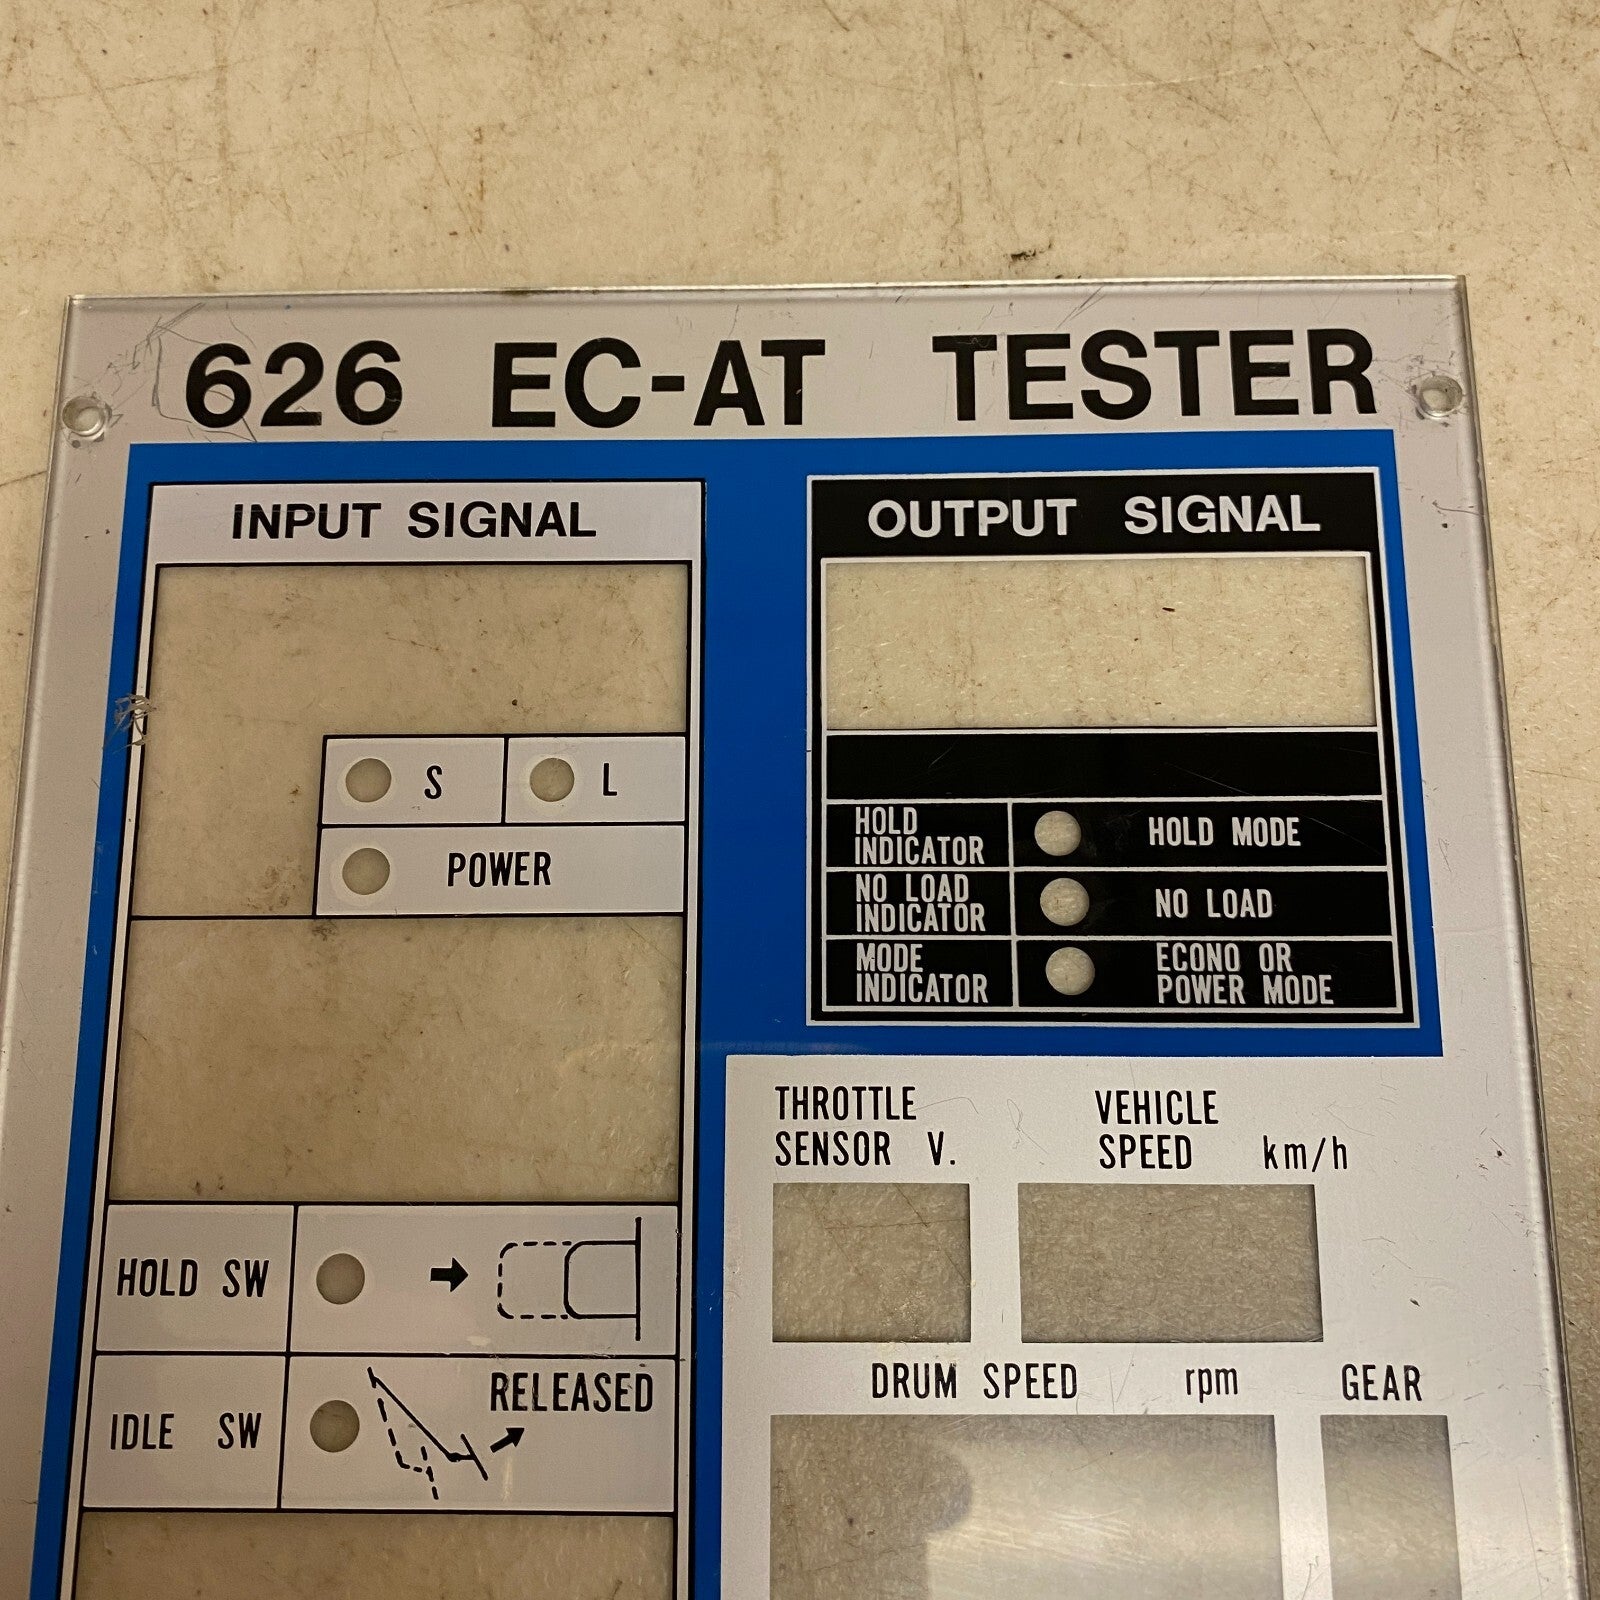 626 EC-AT TESTER
INPUT SIGNAL
S
L
POWER
HOLD SW
IDLE SW
RELEASED
OUTPUT SIGNAL
HOLD
INDICATOR
HOLD MODE
NO LOAD
INDICATOR
NO LOAD
MODE
INDICATOR
ECONO OR
POWER MODE
THROTTLE
SENSOR V.
VEHICLE
SPEED km/h
DRUM SPEED rpm
GEAR